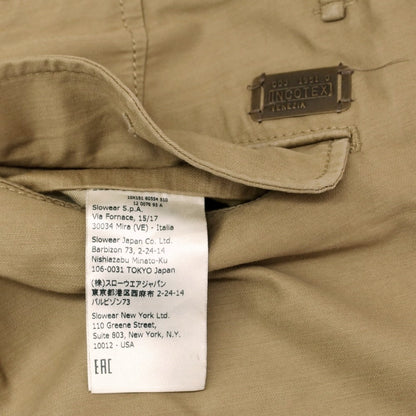 INCOTEX
VENEZIA
Slowear S.p.A.
Via Fornace, 15/17
30034 Mira (VE) - Italia
Slowear Japan Co. Ltd.
Barbizon 73, 2-24-14
Nishiazabu Minato-Ku
106-0031 TOKYO JAPAN
(株)スローウエアジャパン
東京都港区西麻布 2-24-14
バルビゾン73
Slowear New York Ltd.
110 Greene Street,
Suite 803, New York, N.Y.
10012 - USA
EAC